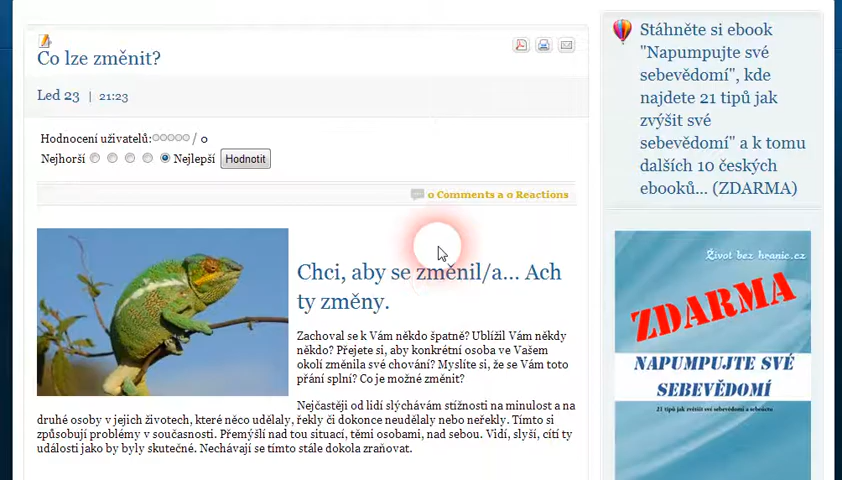 Co lze změnit?
Led 23 | 21:23
Hodnocení uživatelů: / 0
Nejhorší Nejlepší Hodnotit
0 Comments a 0 Reactions
Chci, aby se změnil/a... Ach
ty změny.
Zachoval se k Vám někdo špatně? Ublížil Vám někdy
někdo? Přejete si, aby konkrétní osoba ve Vašem
okolí změnila své chování? Myslíte si, že se Vám toto
přání splní? Co je možné změnit?
Nejčastěji od lidí slýchávám stížnosti na minulost a na
druhé osoby v jejich životech, které něco udělaly, řekly či dokonce neudělaly nebo neřekly. Tímto si
způsobují problémy v současnosti. Přemýšlí nad tou situací, těmi osobami, nad sebou. Vidí, slyší, cítí ty
události jako by byly skutečné. Nechávají se tímto stále dokola zraňovat.
Stáhněte si ebook
"Napumpujte své
sebevědomí", kde
najdete 21 tipů jak
zvýšit své
sebevědomí" a k tomu
dalších 10 českých
ebooků... (ZDARMA)
Život bez hranic.cz
ZDARMA
NAPUMPUJTE SVÉ
SEBEVĚDOMÍ
21 tipů jak zvýšit své sebevědomí a sebeúctu